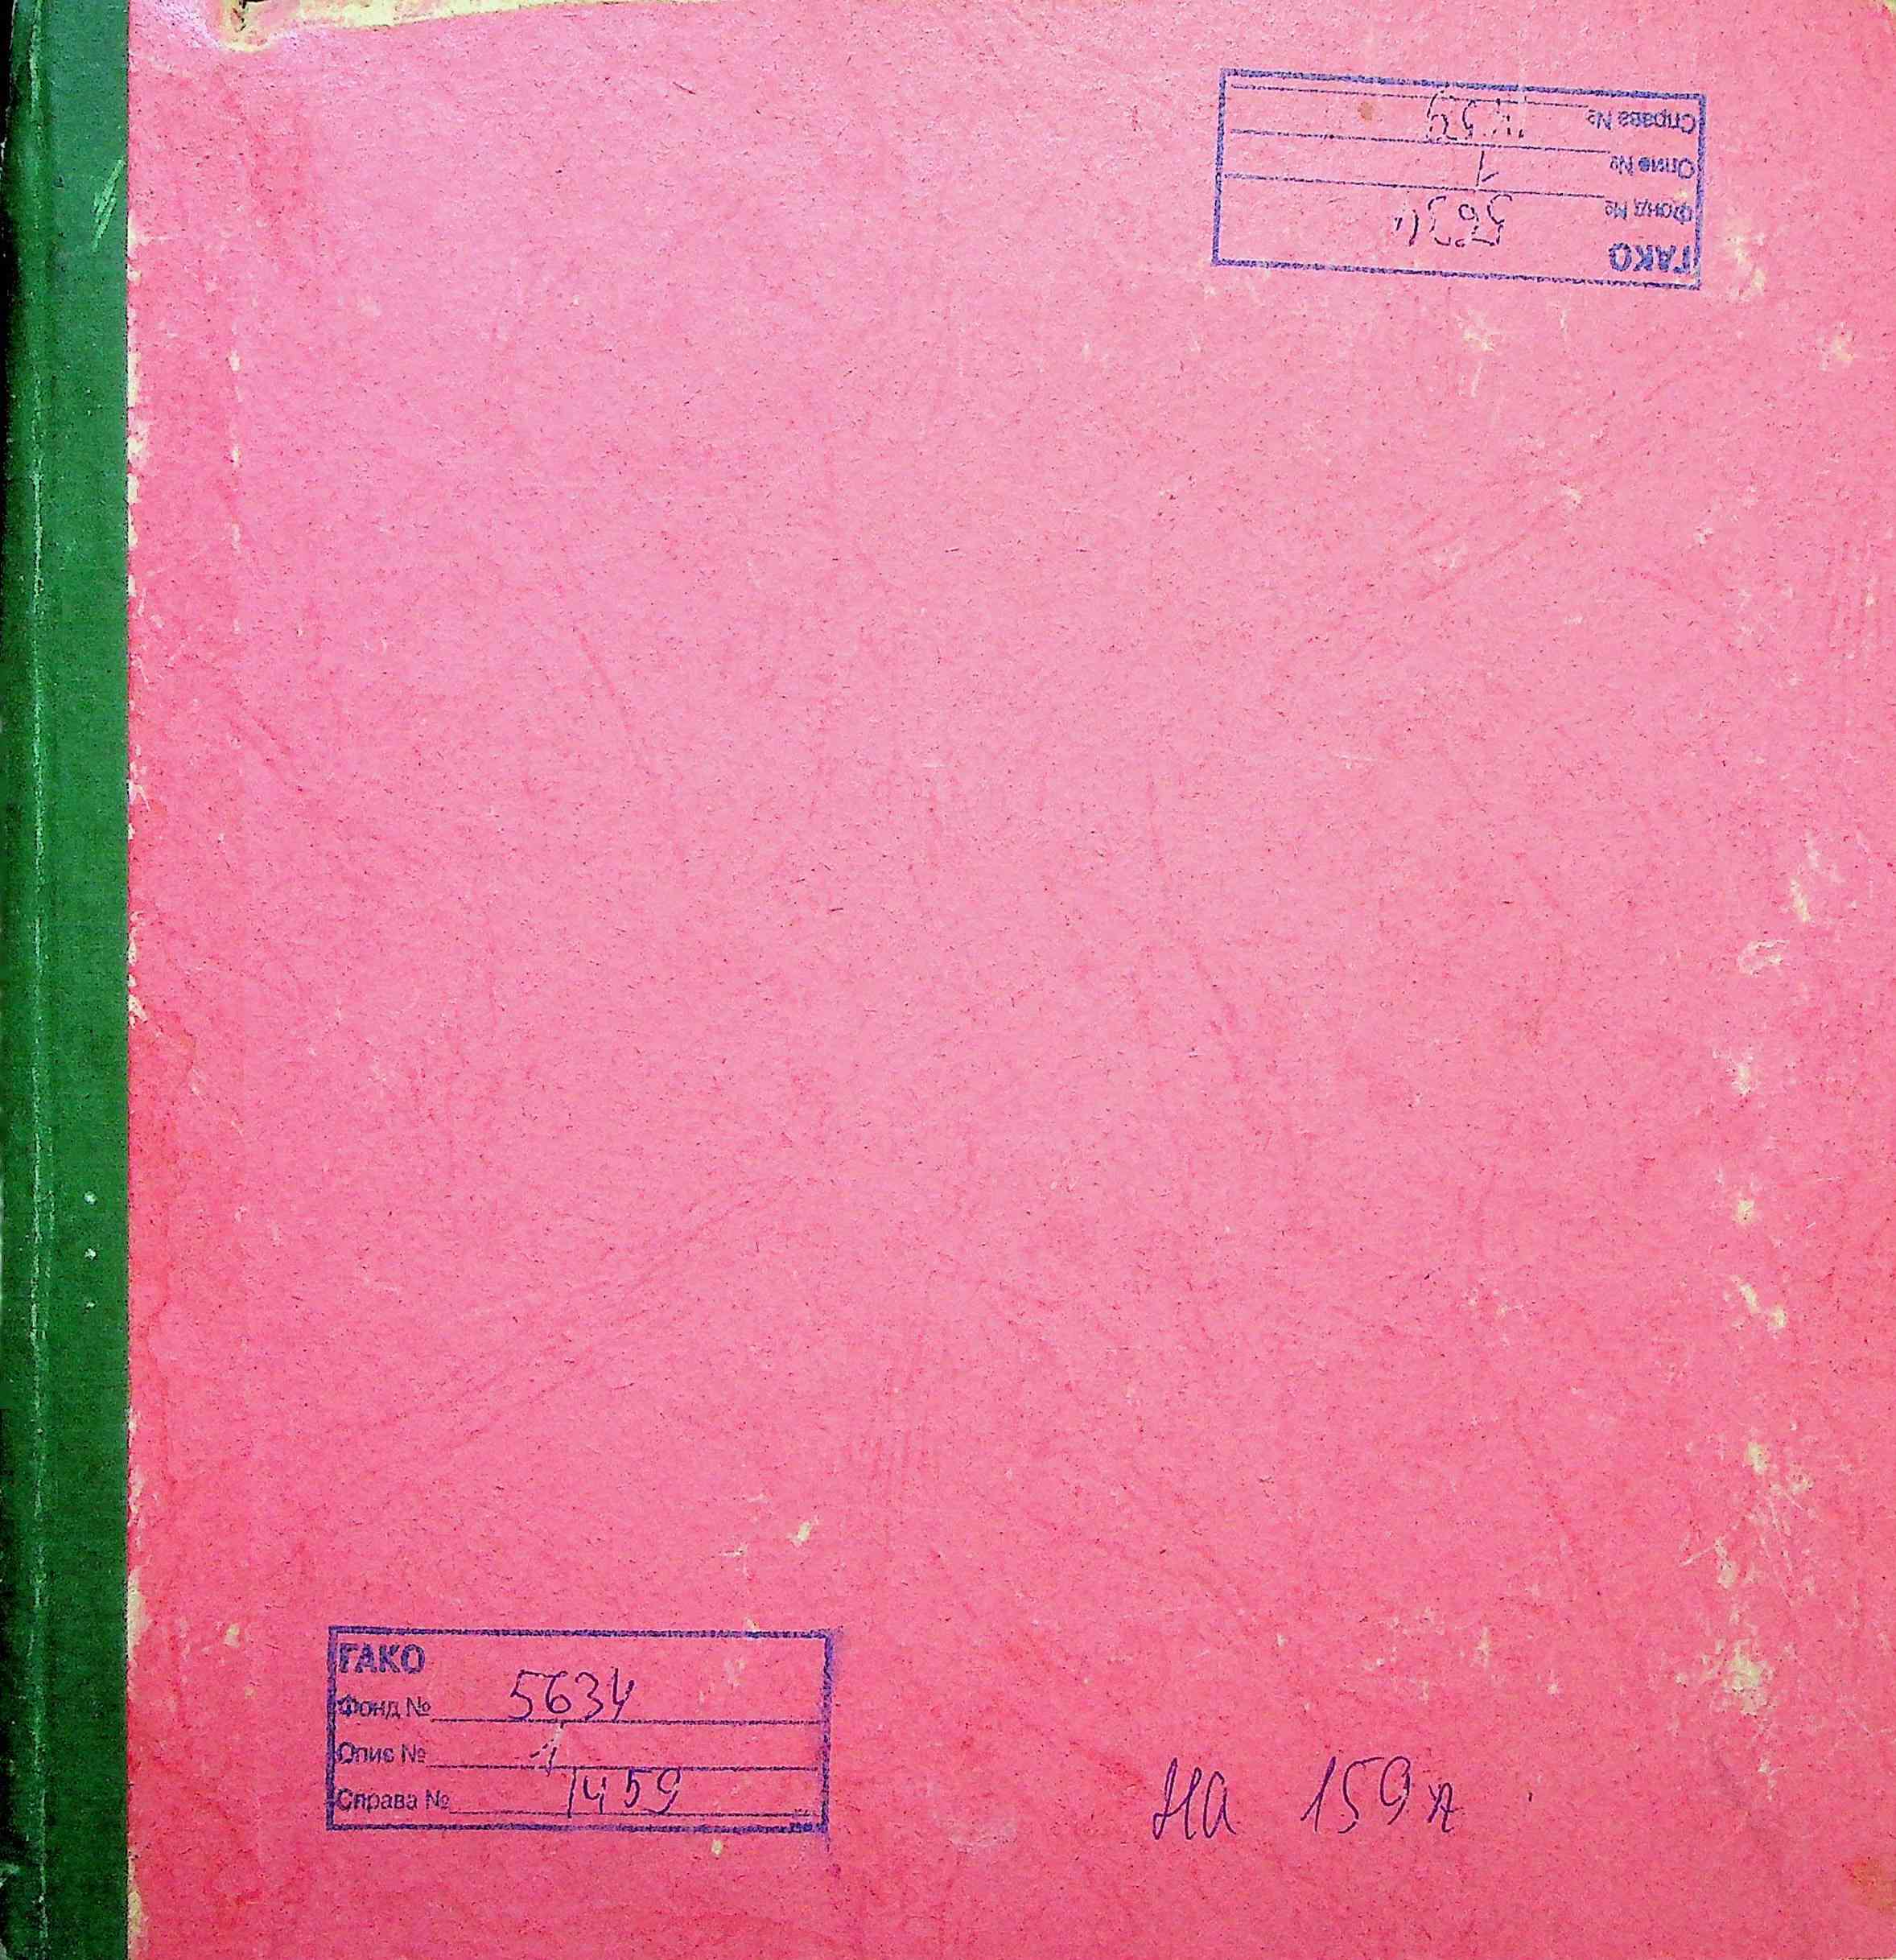 Справа № 1459
Опис № 1
Фонд № 5634
ГАКО
ГАКО
Фонд № 5634
Опис № 1
Справа № 1459
на 159 л